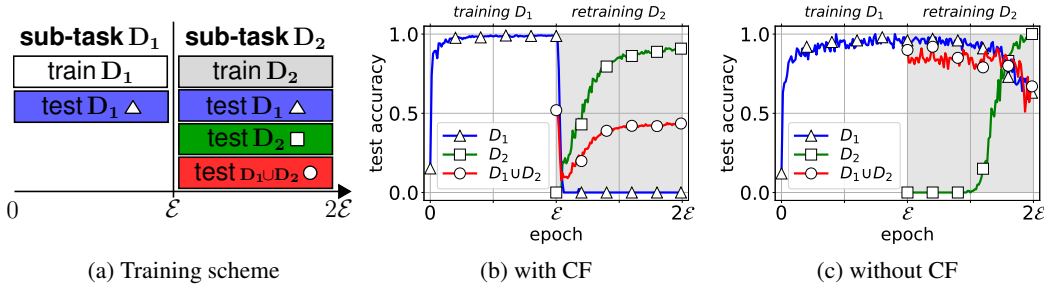 sub-task D₁ sub-task D₂
train D₁ train D₂
test D₁ test D₁
test D₂
test D₁∪D₂
0 ℰ 2ℰ
(a) Training scheme
training D₁ retraining D₂
test accuracy
1.0
0.5
0.0
D₁
D₂
D₁∪D₂
0 ℰ 2ℰ
epoch
(b) with CF
training D₁ retraining D₂
test accuracy
1.0
0.5
0.0
D₁
D₂
D₁∪D₂
0 ℰ 2ℰ
epoch
(c) without CF